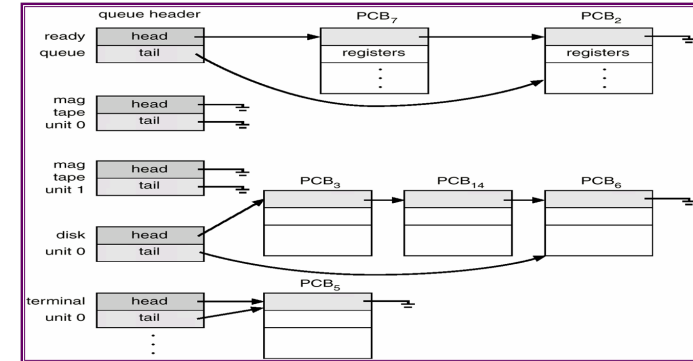 queue header PCB7 PCB2
ready head
queue tail registers registers
mag head
tape tail
unit 0
mag head
tape tail
unit 1
PCB3 PCB14 PCB6
disk head
unit 0 tail
PCB5
terminal head
unit 0 tail